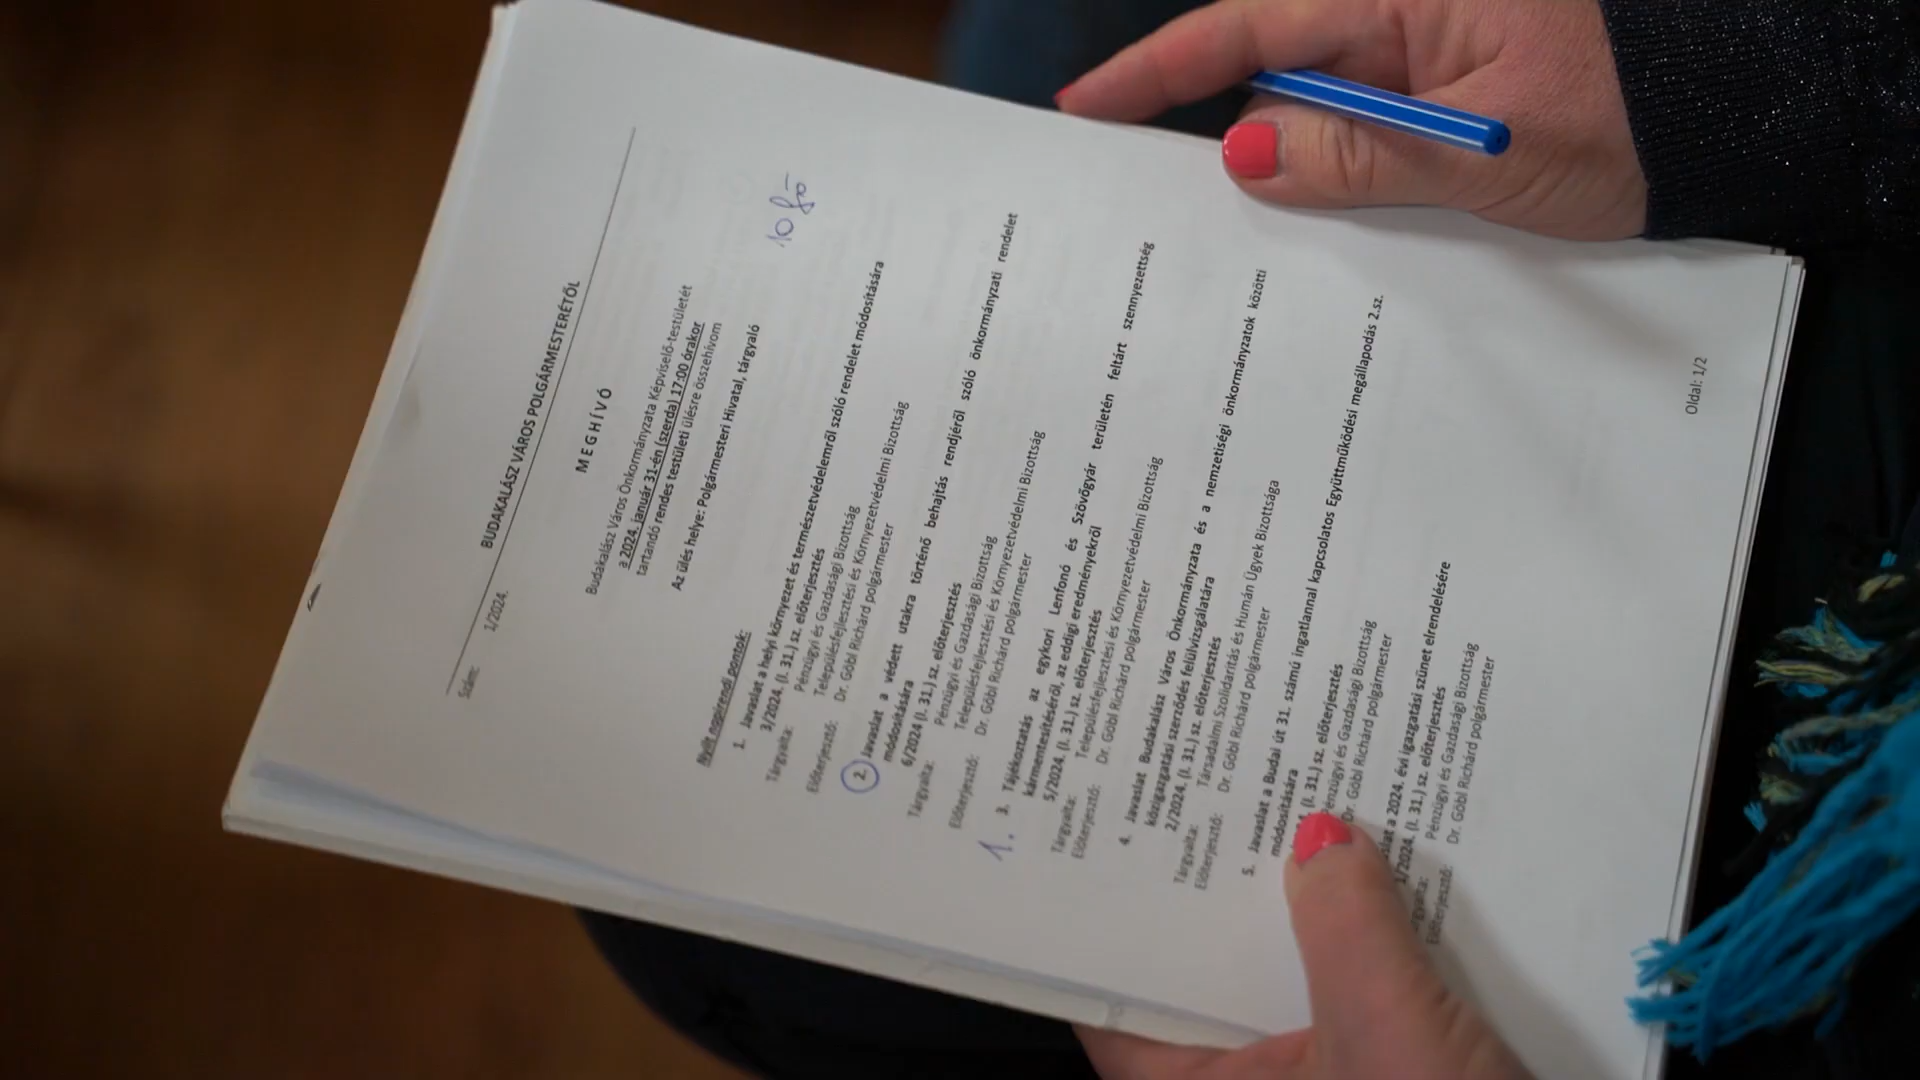 BUDAKALÁSZ VÁROS POLGÁRMESTERÉTŐL
Szám: 1/2024.
MEGHÍVÓ
Budakalász Város Önkormányzata Képviselő-testületét
a 2024. január 31-én (szerda) 17:00 órakor
tartandó rendes testületi ülésre összehívom
Az ülés helye: Polgármesteri Hivatal, tárgyaló
10 fő
Nyílt napirendi pontok:
1. Javaslat a helyi környezet és természetvédelemről szóló rendelet módosítására
3/2024. (I. 31.) sz. előterjesztés
Tárgyalta: Pénzügyi és Gazdasági Bizottság
Településfejlesztési és Környezetvédelmi Bizottság
Előterjesztő: Dr. Göbl Richárd polgármester
2. Javaslat a védett utakra történő behajtás rendjéről szóló önkormányzati rendelet
módosítására
6/2024 (I. 31.) sz. előterjesztés
Tárgyalta: Pénzügyi és Gazdasági Bizottság
Településfejlesztési és Környezetvédelmi Bizottság
Előterjesztő: Dr. Göbl Richárd polgármester
1. 3. Tájékoztatás az egykori Lenfonó és Szövőgyár területén feltárt szennyezettség
kármentesítéséről, az eddigi eredményekről
5/2024. (I. 31.) sz. előterjesztés
Tárgyalta: Településfejlesztési és Környezetvédelmi Bizottság
Előterjesztő: Dr. Göbl Richárd polgármester
4. Javaslat Budakalász Város Önkormányzata és a nemzetiségi önkormányzatok közötti
közigazgatási szerződés felülvizsgálatára
2/2024. (I. 31.) sz. előterjesztés
Tárgyalta: Társadalmi Szolidaritás és Humán Ügyek Bizottsága
Előterjesztő: Dr. Göbl Richárd polgármester
5. Javaslat a Budai út 31. számú ingatlannal kapcsolatos Együttműködési megállapodás 2.sz.
módosítására
(I. 31.) sz. előterjesztés
Pénzügyi és Gazdasági Bizottság
Dr. Göbl Richárd polgármester
a 2024. évi igazgatási szünet elrendelésére
1/2024. (I. 31.) sz. előterjesztés
Pénzügyi és Gazdasági Bizottság
Előterjesztő: Dr. Göbl Richárd polgármester
Oldal: 1/2